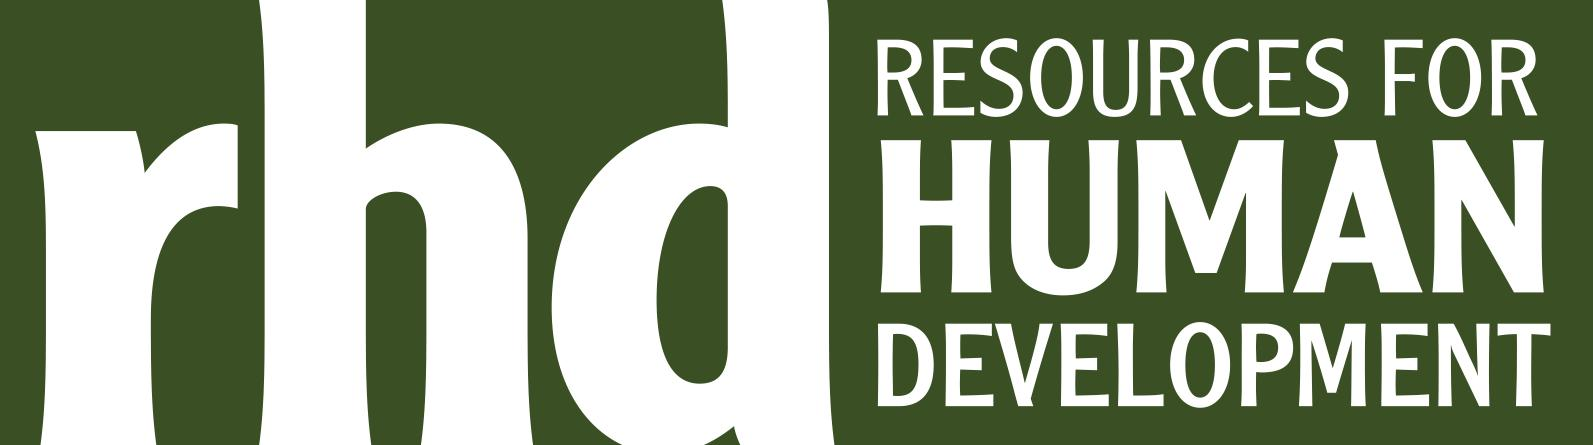 rhd
RESOURCES FOR
HUMAN
DEVELOPMENT